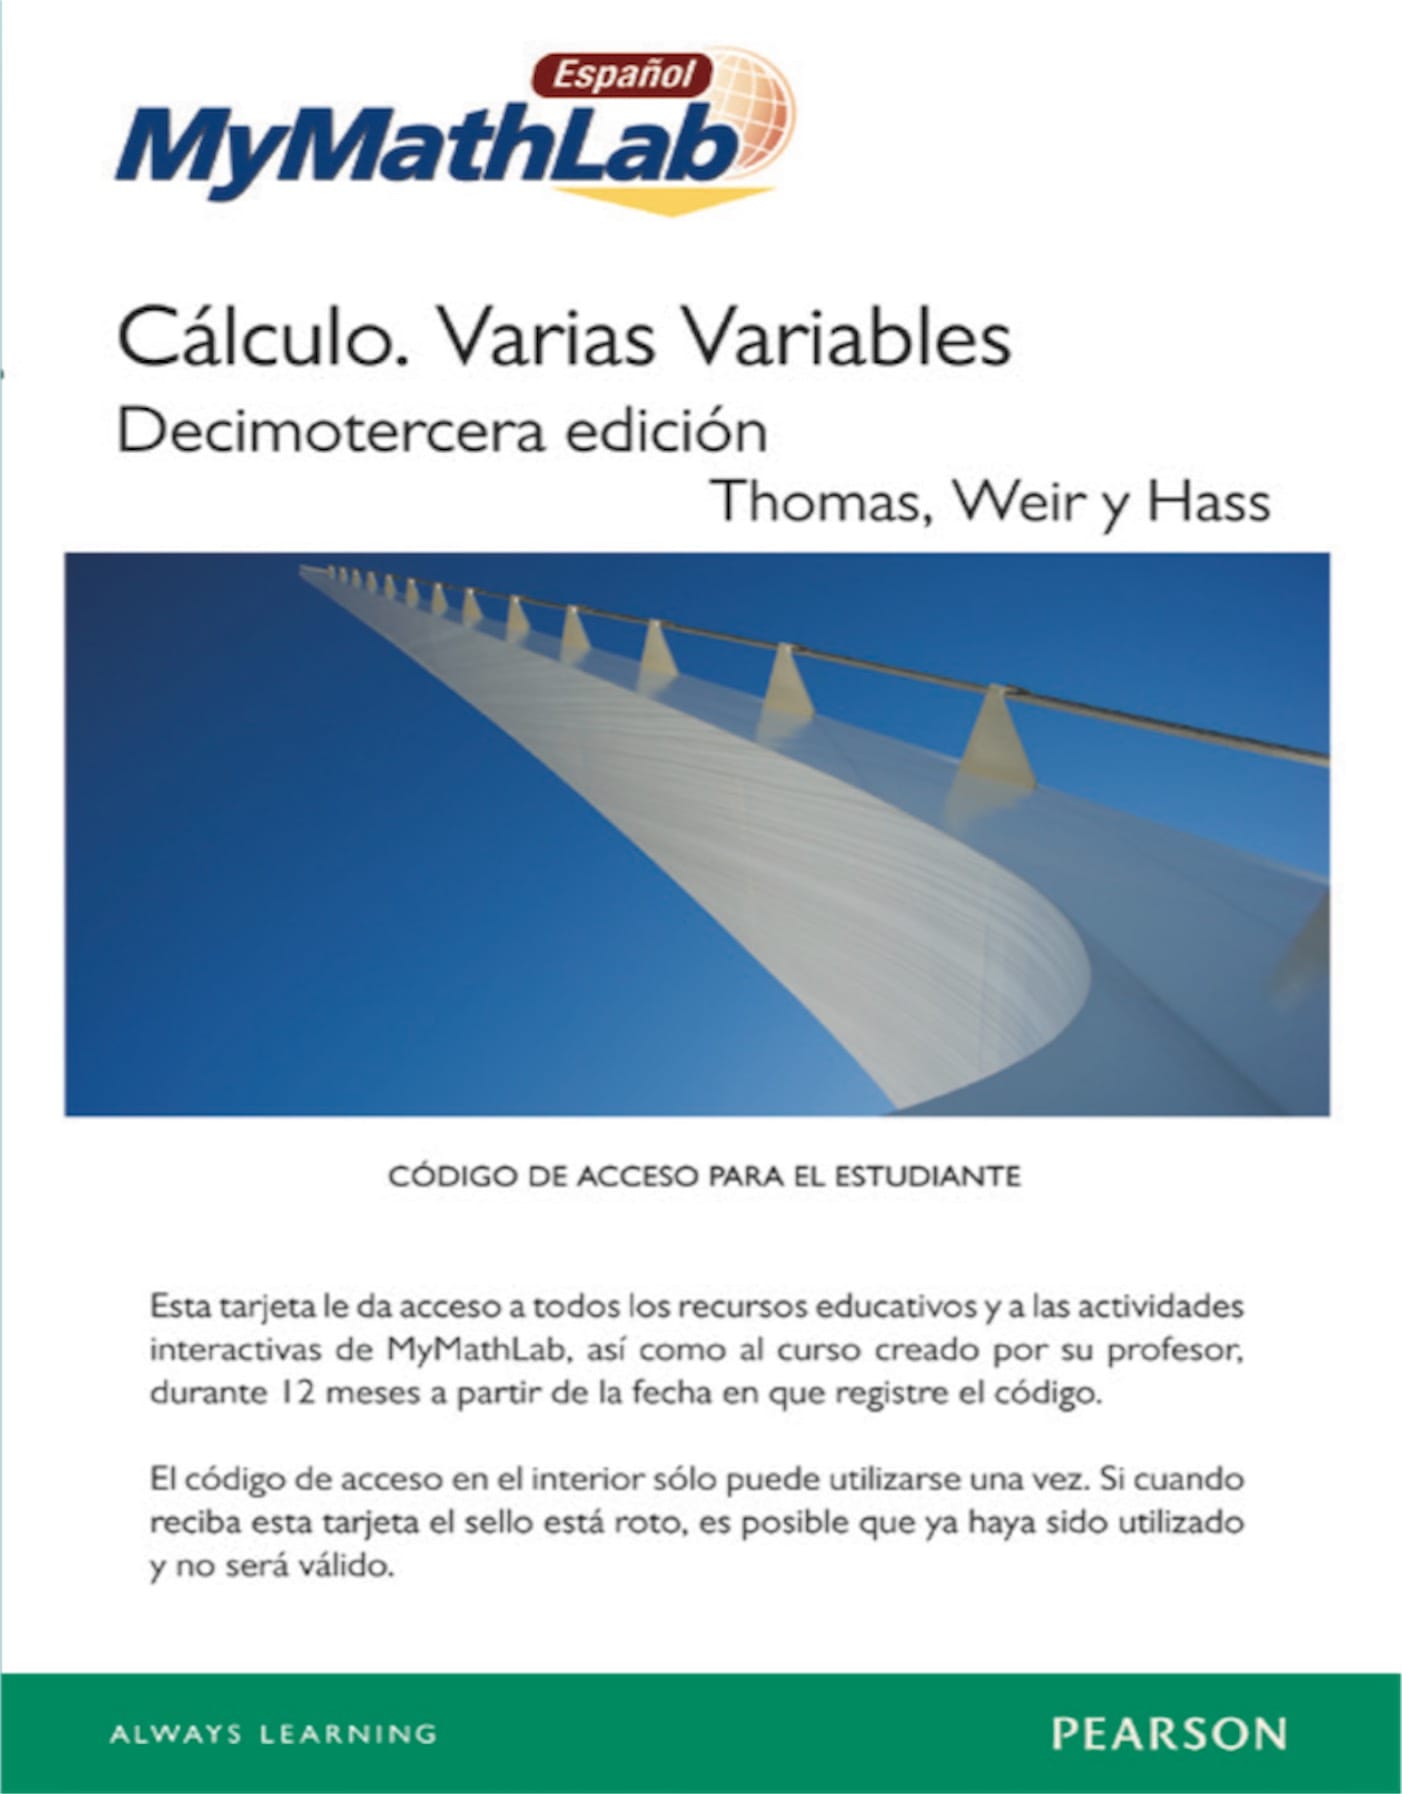 Español
MyMathLab
Cálculo. Varias Variables
Decimotercera edición
Thomas, Weir y Hass
CÓDIGO DE ACCESO PARA EL ESTUDIANTE
Esta tarjeta le da acceso a todos los recursos educativos y a las actividades
interactivas de MyMathLab, así como al curso creado por su profesor,
durante 12 meses a partir de la fecha en que registre el código.
El código de acceso en el interior sólo puede utilizarse una vez. Si cuando
reciba esta tarjeta el sello está roto, es posible que ya haya sido utilizado
y no será válido.
ALWAYS LEARNING
PEARSON